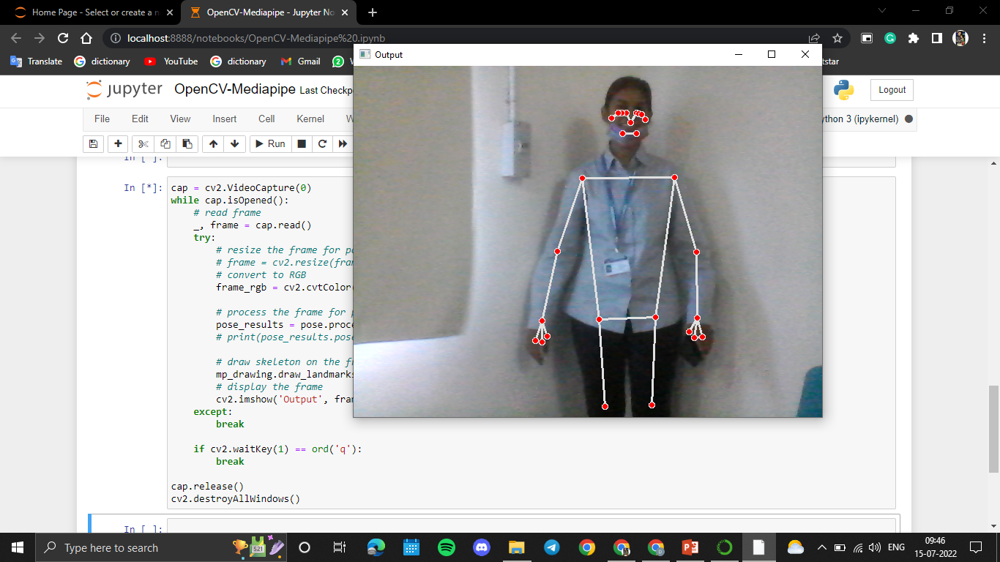 Home Page - Select or create a n
OpenCV-Mediapipe - Jupyter No
localhost:8888/notebooks/OpenCV-Mediapipe%20.ipynb
Translate
dictionary
YouTube
dictionary
Gmail
tstar
Output
jupyter
OpenCV-Mediapipe
Last Checkp
Logout
File
Edit
View
Insert
Cell
Kernel
W
ython 3 (ipykernel)
Run
In [ ]:
In [*]:
cap = cv2.VideoCapture(0)
while cap.isOpened():
# read frame
_, frame = cap.read()
try:
# resize the frame for po
# frame = cv2.resize(fram
# convert to RGB
frame_rgb = cv2.cvtColor(
# process the frame for p
pose_results = pose.proce
# print(pose_results.pose
# draw skeleton on the fr
mp_drawing.draw_landmarks
# display the frame
cv2.imshow('Output', fram
except:
break
if cv2.waitKey(1) == ord('q'):
break
cap.release()
cv2.destroyAllWindows()
In [ ]:
Type here to search
521
ENG
09:46
15-07-2022